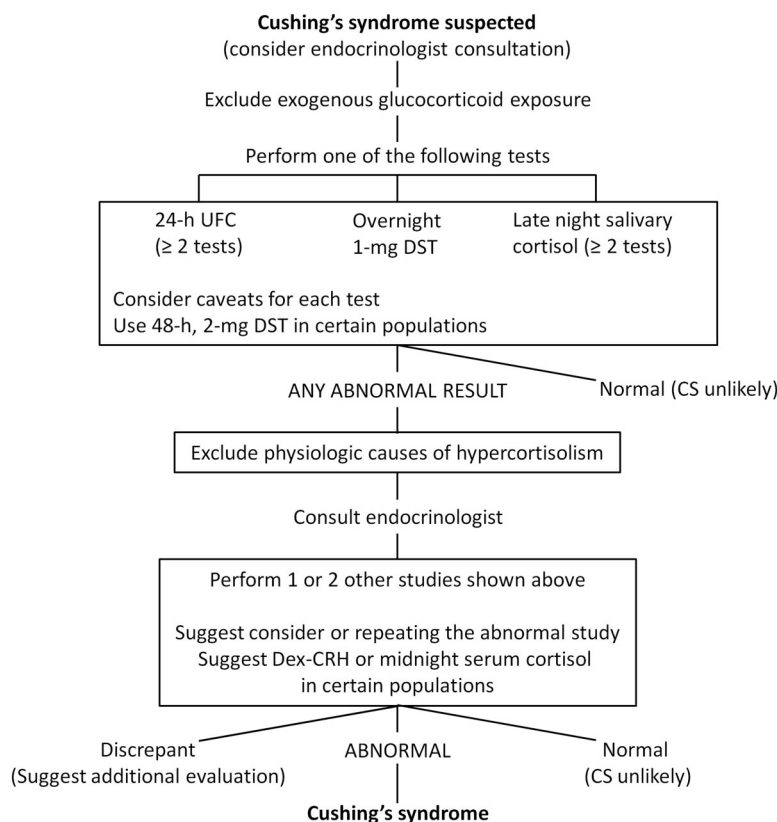 Cushing's syndrome suspected
(consider endocrinologist consultation)
Exclude exogenous glucocorticoid exposure
Perform one of the following tests
24-h UFC
(≥ 2 tests)
Overnight
1-mg DST
Late night salivary
cortisol (≥ 2 tests)
Consider caveats for each test
Use 48-h, 2-mg DST in certain populations
ANY ABNORMAL RESULT
Normal (CS unlikely)
Exclude physiologic causes of hypercortisolism
Consult endocrinologist
Perform 1 or 2 other studies shown above
Suggest consider or repeating the abnormal study
Suggest Dex-CRH or midnight serum cortisol
in certain populations
Discrepant
(Suggest additional evaluation)
ABNORMAL
Normal
(CS unlikely)
Cushing's syndrome